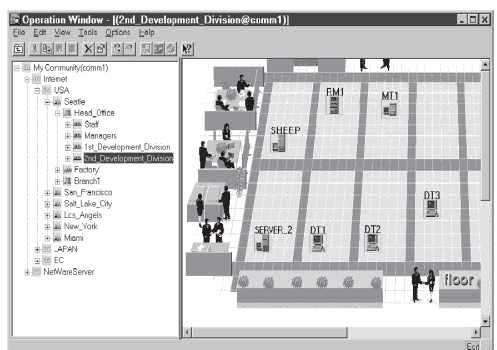 Operation Window - [(2nd_Development_Division@comm1)]
File Edit View Tools Options Help
My Community(comm1)
Internet
USA
Seattle
Head_Office
Staff
Managers
1st_Development_Division
2nd_Development_Division
Factory
Branch1
San_Francisco
Salt_Lake_City
Los_Angels
New_York
Miami
JAPAN
EC
NetWareServer
RM1
MT1
SHEEP
DT3
SERVER_2
DT1
DT2
floor
Edit